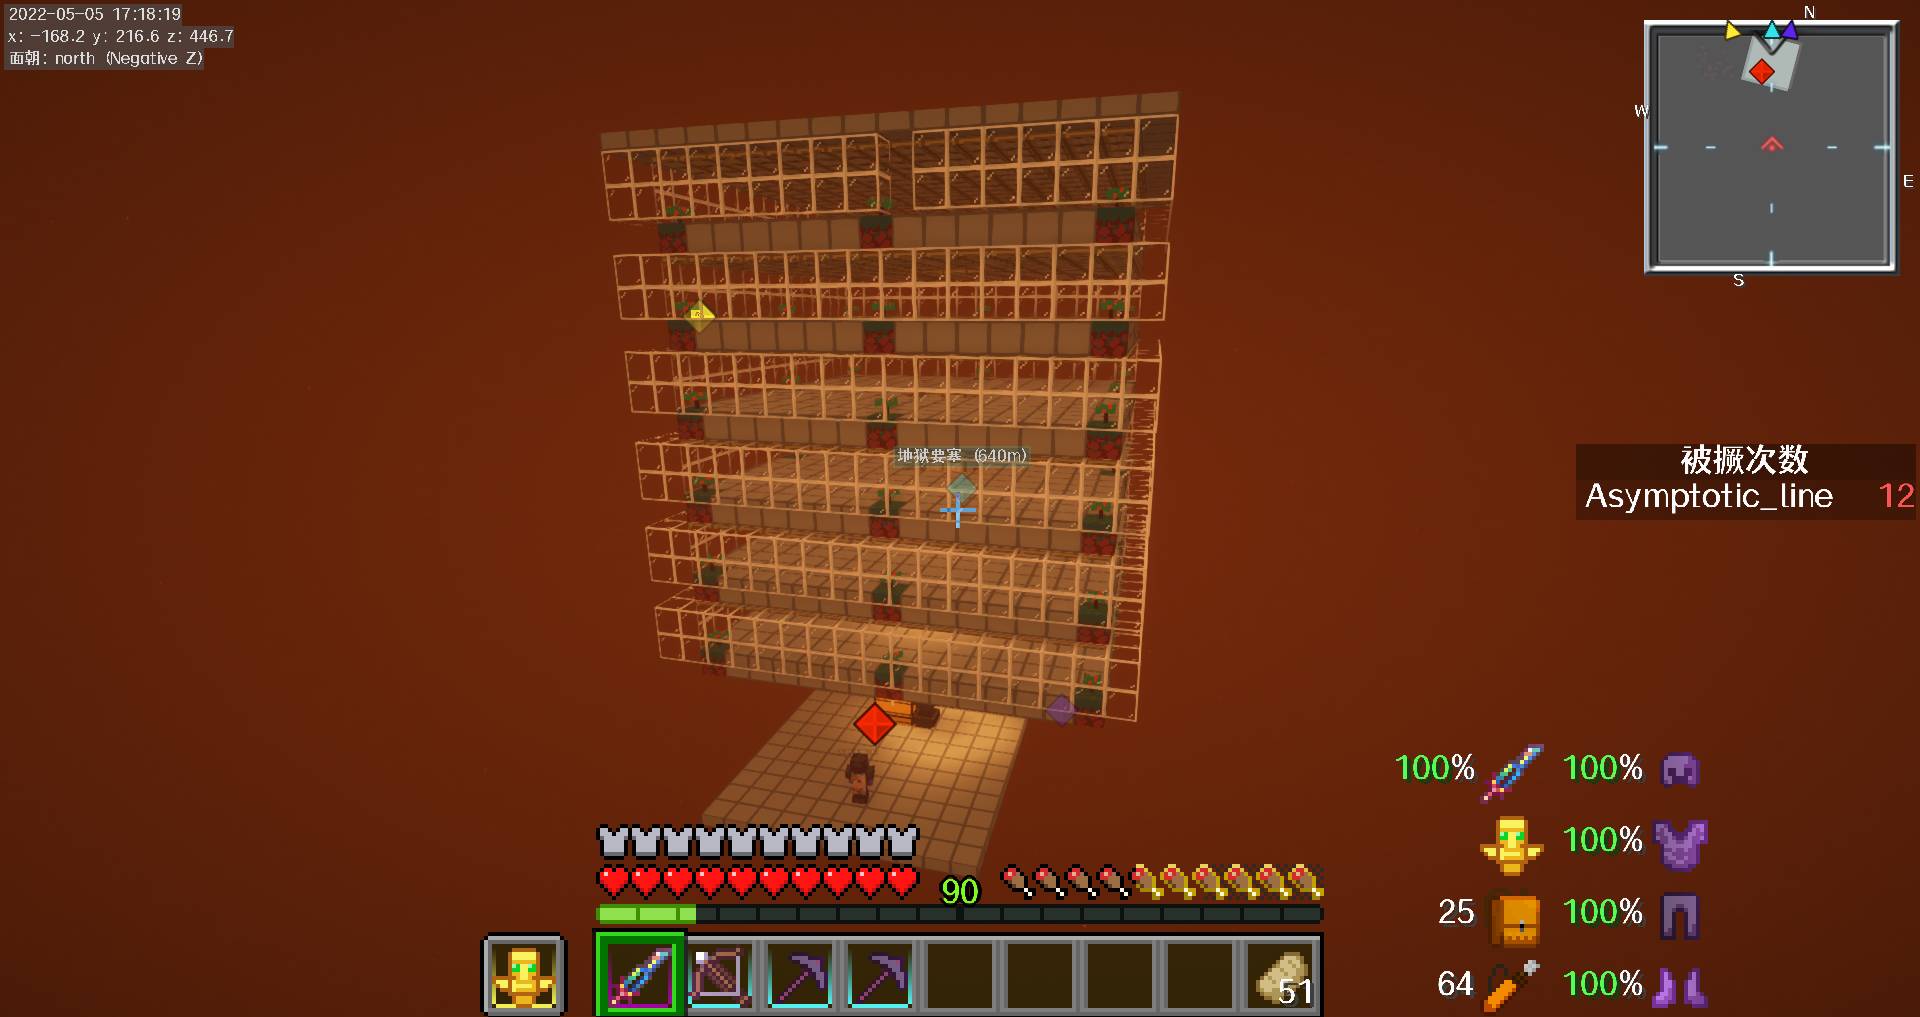 2022-05-05 17:18:19
x: -168.2 y: 216.6 z: 446.7
面朝: north (Negative Z)
N
W
E
S
地狱要塞 (640m)
被撅次数
Asymptotic_line 12
100% 100%
100%
25 100%
64 100%
90
51